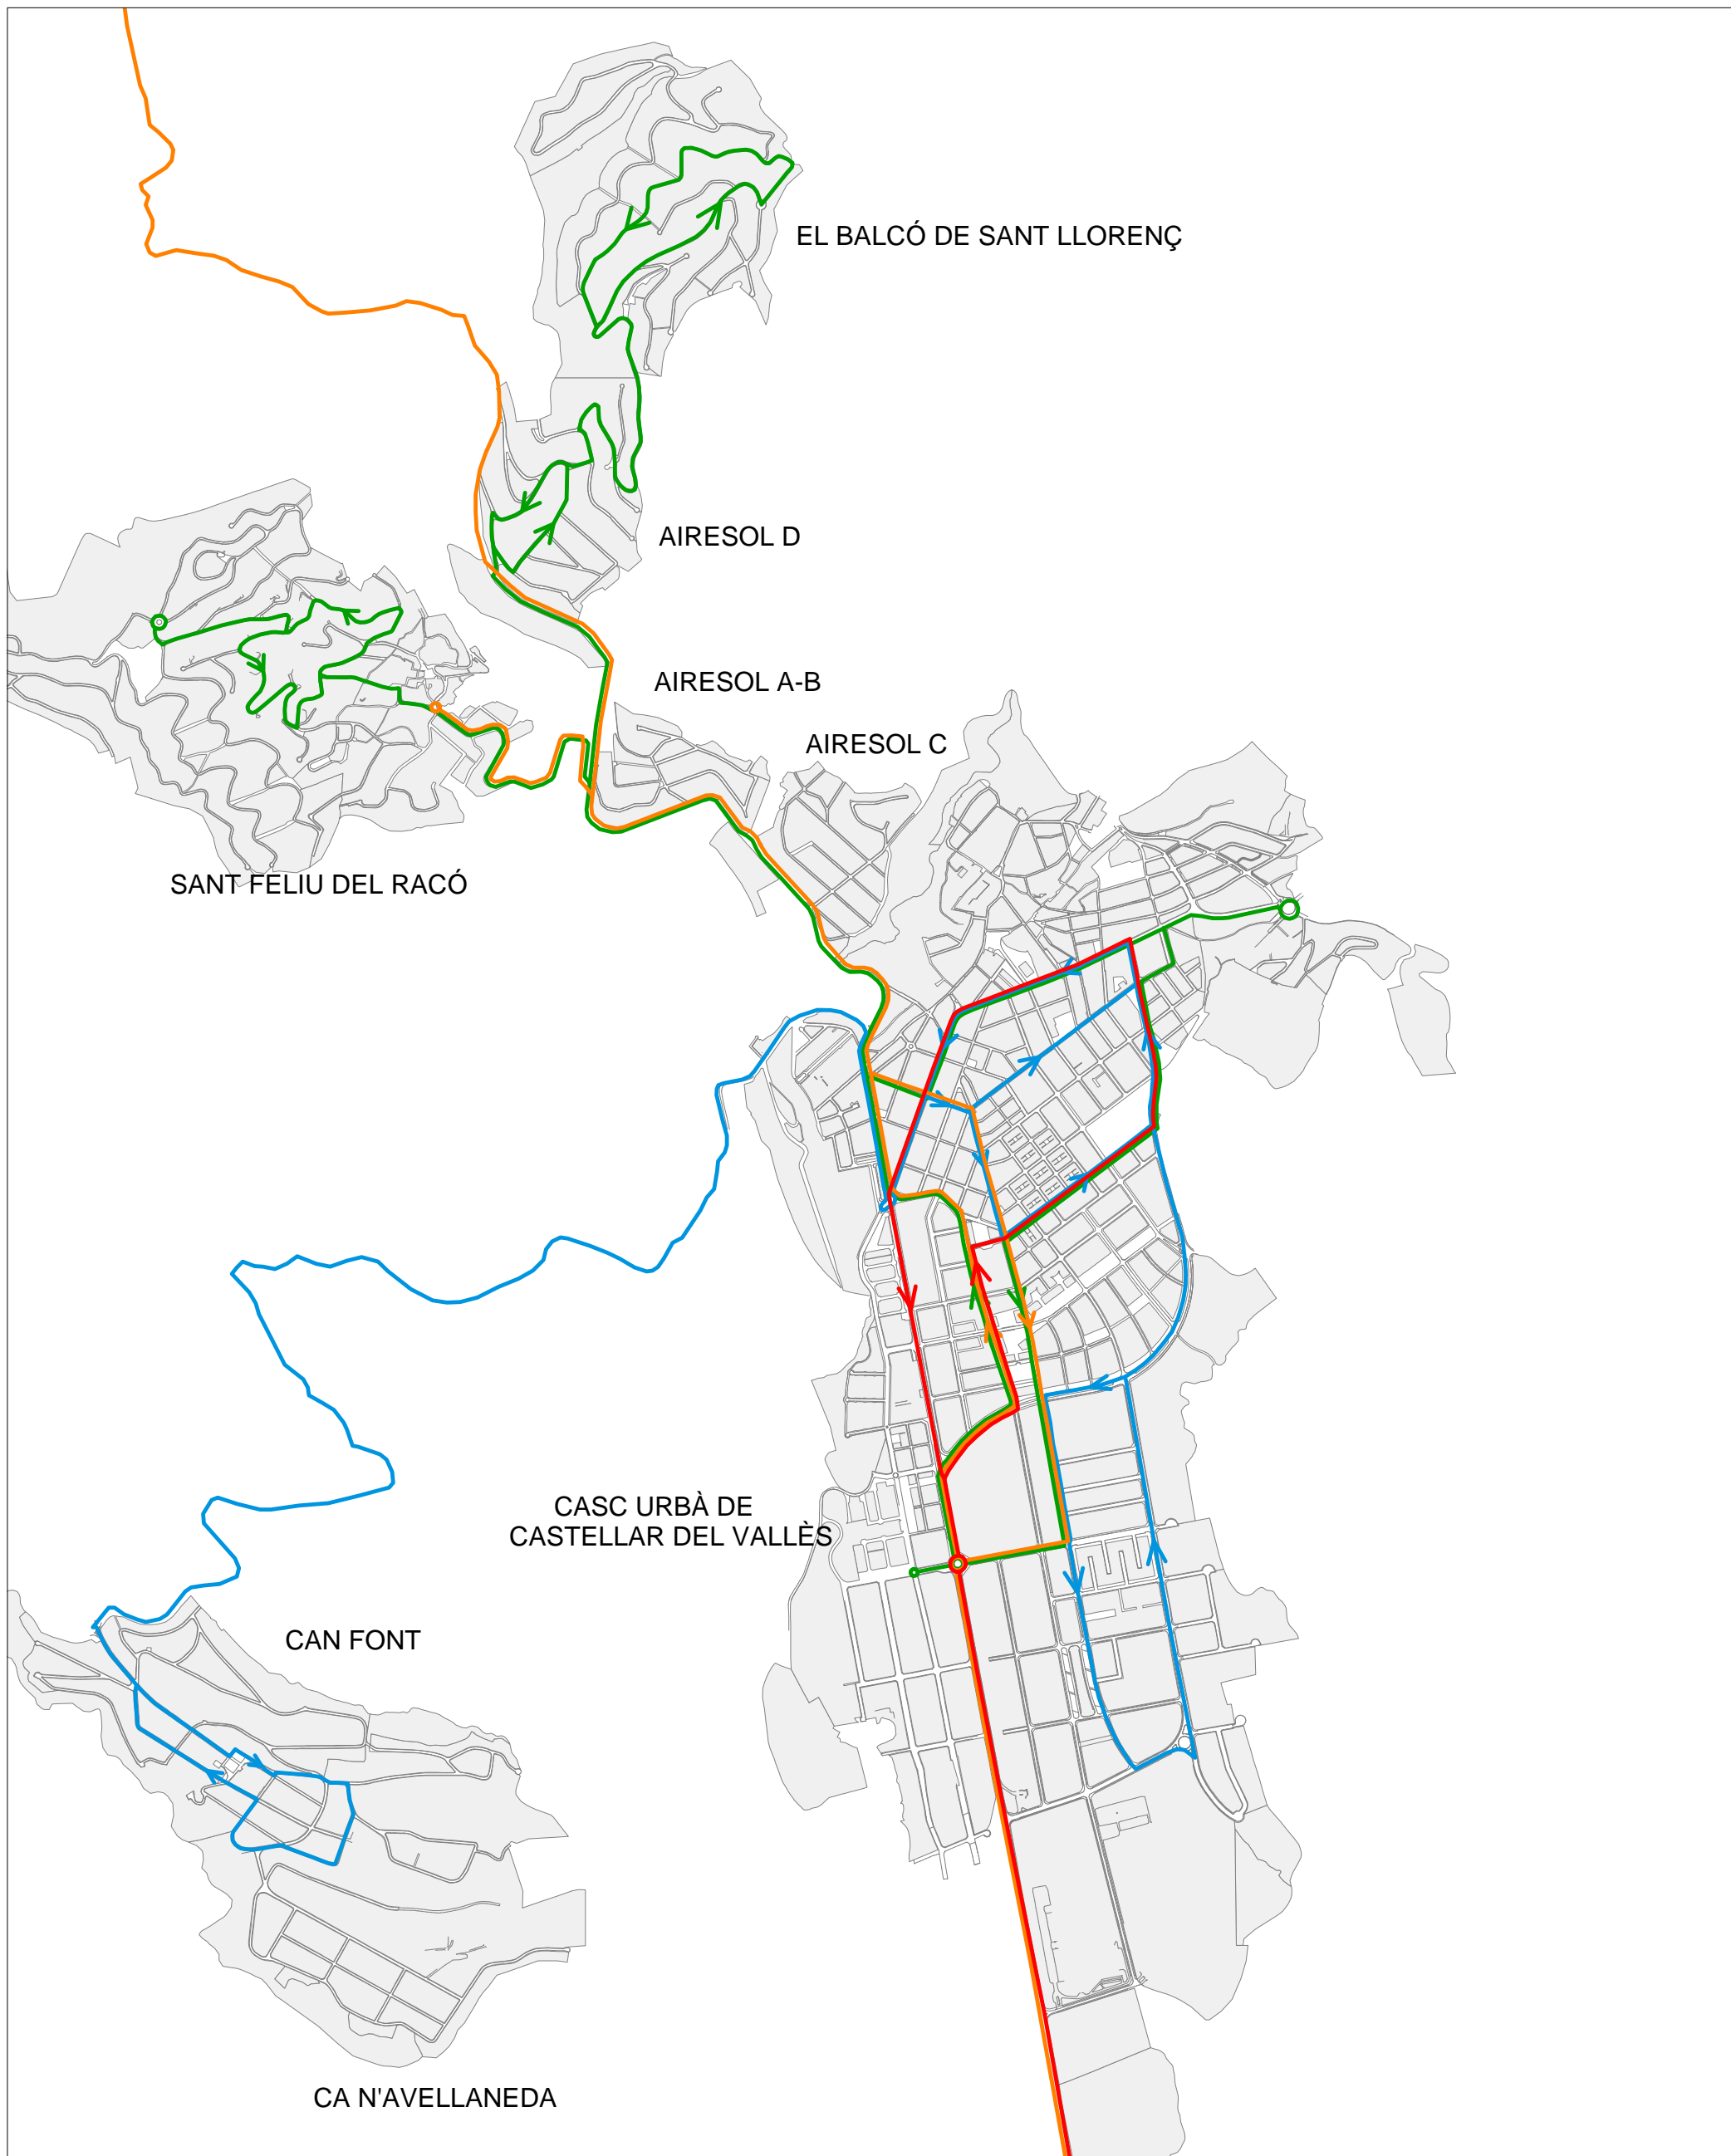 EL BALCÓ DE SANT LLORENÇ
AIRESOL D
AIRESOL A-B
AIRESOL C
SANT FELIU DEL RACÓ
CASC URBÀ DE
CASTELLAR DEL VALLÈS
CAN FONT
CA N'AVELLANEDA